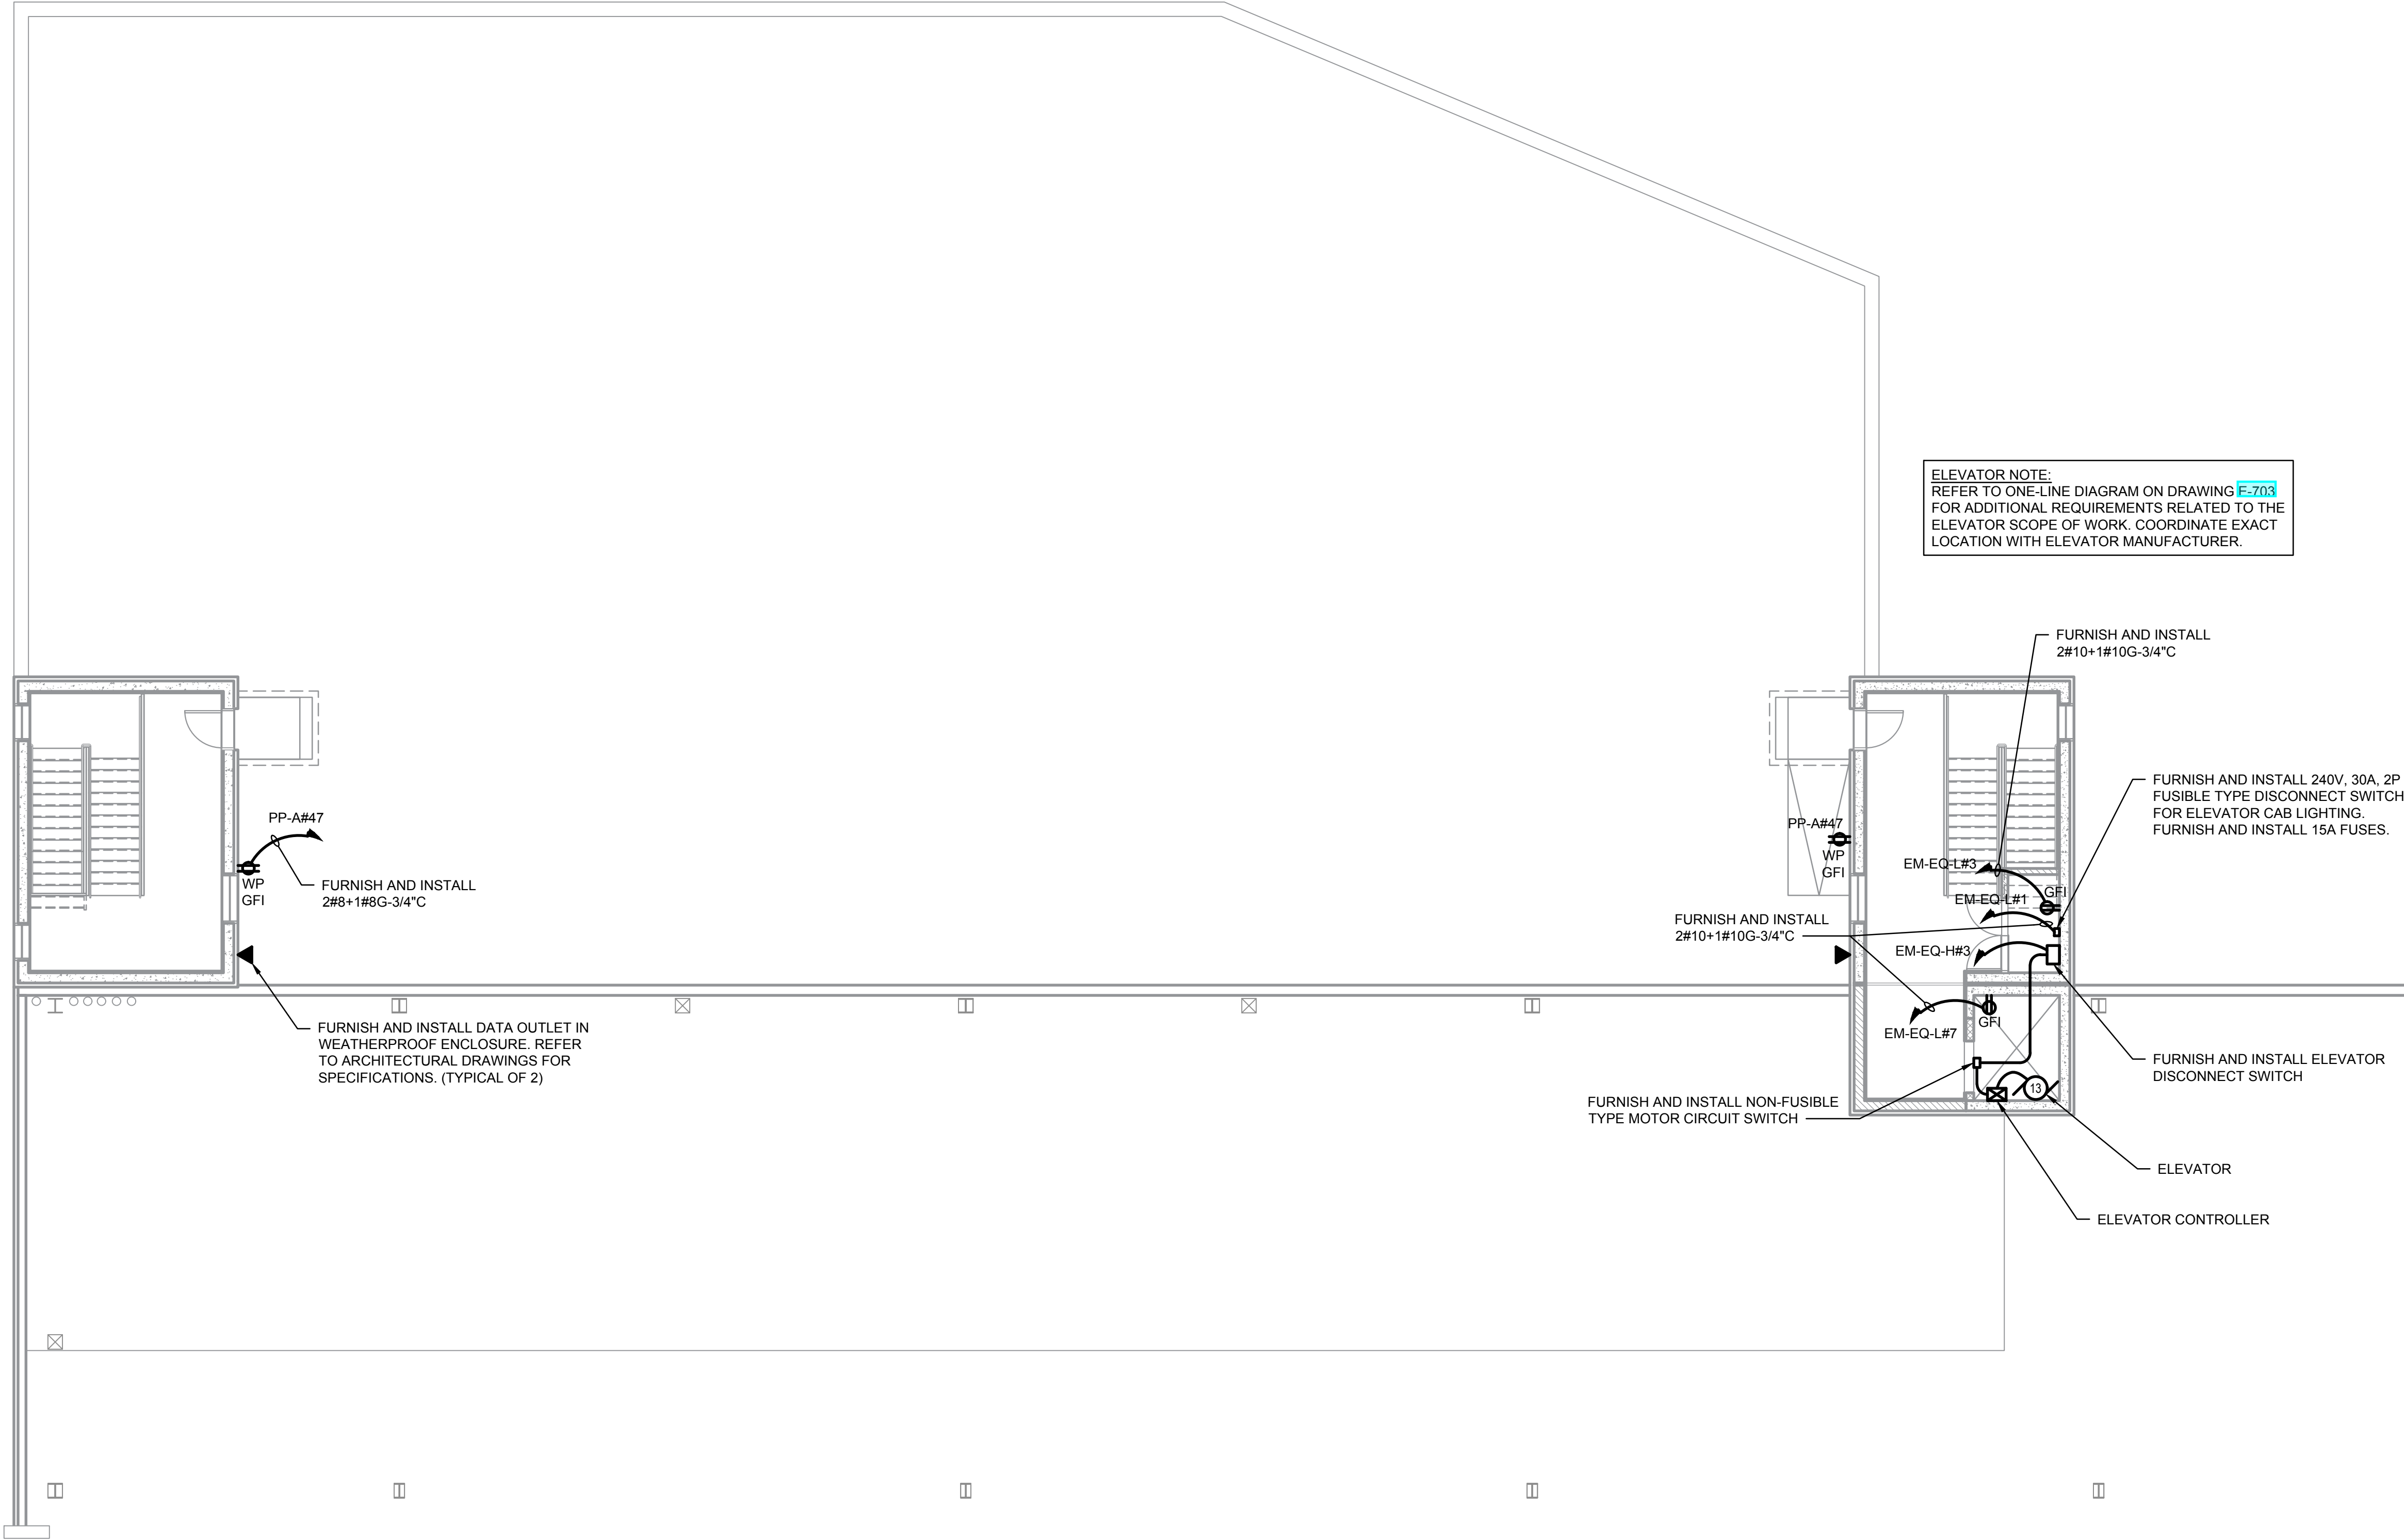 ELEVATOR NOTE:
REFER TO ONE-LINE DIAGRAM ON DRAWING E-703
FOR ADDITIONAL REQUIREMENTS RELATED TO THE
ELEVATOR SCOPE OF WORK. COORDINATE EXACT
LOCATION WITH ELEVATOR MANUFACTURER.
FURNISH AND INSTALL
2#10+1#10G-3/4"C
FURNISH AND INSTALL 240V, 30A, 2P
FUSIBLE TYPE DISCONNECT SWITCH
FOR ELEVATOR CAB LIGHTING.
FURNISH AND INSTALL 15A FUSES.
PP-A#47
WP
GFI
FURNISH AND INSTALL
2#8+1#8G-3/4"C
PP-A#47
WP
GFI
EM-EQ-L#3
GFI
EM-EQ-L#1
FURNISH AND INSTALL
2#10+1#10G-3/4"C
EM-EQ-H#3
GFI
EM-EQ-L#7
FURNISH AND INSTALL DATA OUTLET IN
WEATHERPROOF ENCLOSURE. REFER
TO ARCHITECTURAL DRAWINGS FOR
SPECIFICATIONS. (TYPICAL OF 2)
FURNISH AND INSTALL ELEVATOR
DISCONNECT SWITCH
13
FURNISH AND INSTALL NON-FUSIBLE
TYPE MOTOR CIRCUIT SWITCH
ELEVATOR
ELEVATOR CONTROLLER